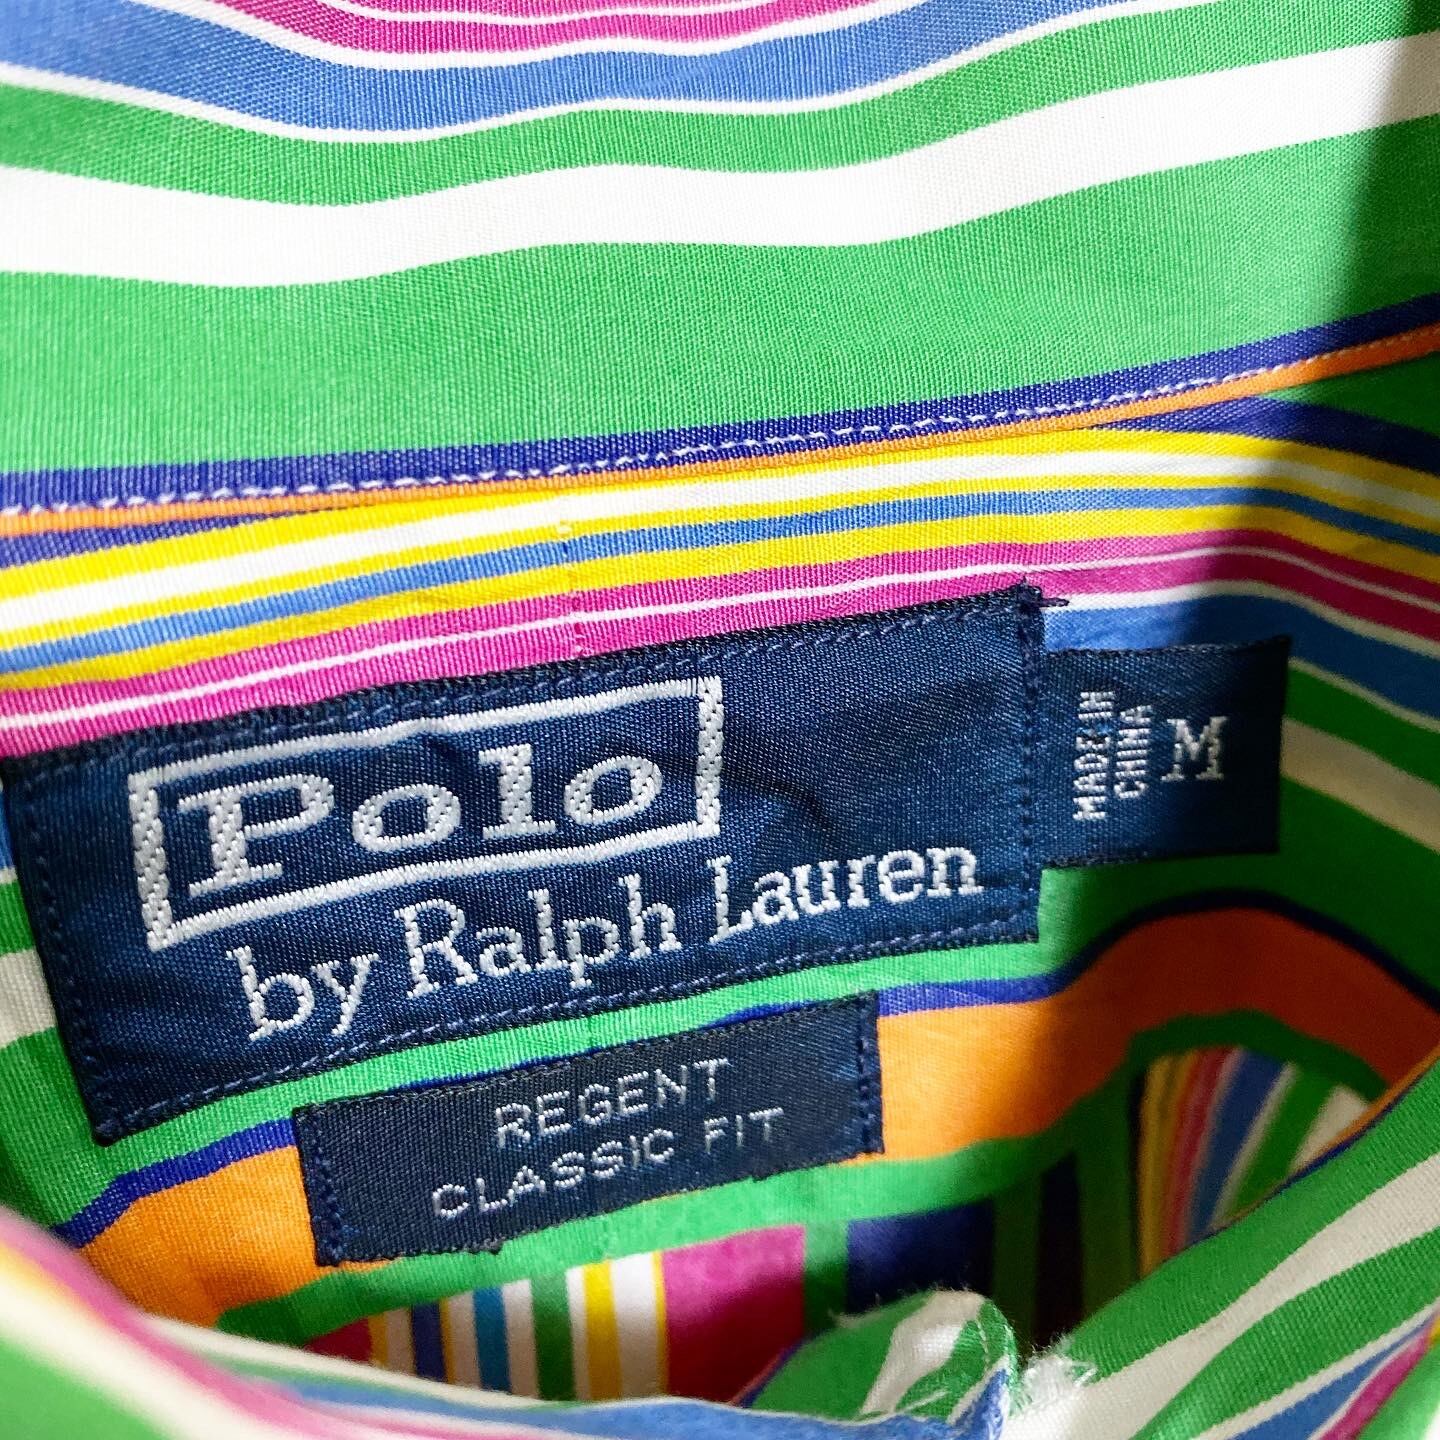 Polo
by Ralph Lauren
MADE IN
CHINA
M
REGENT
CLASSIC FIT